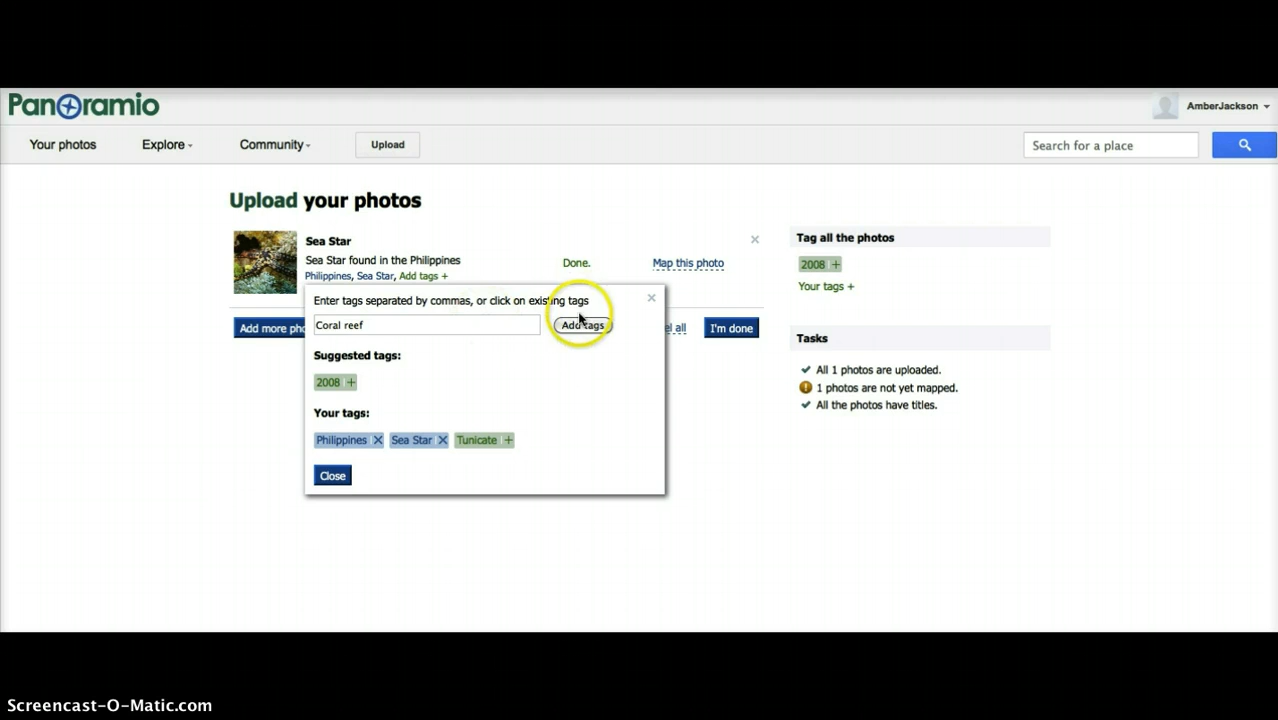 Panoramio
AmberJackson
Your photos
Explore
Community
Upload
Search for a place
Upload your photos
Sea Star
Sea Star found in the Philippines
Philippines, Sea Star, Add tags +
Done.
Map this photo
Tag all the photos
2008 +
Your tags +
Enter tags separated by commas, or click on existing tags
Coral reef
Add tags
Add more pho
el all
I'm done
Suggested tags:
2008 +
Your tags:
Philippines X Sea Star X Tunicate +
Close
Tasks
All 1 photos are uploaded.
1 photos are not yet mapped.
All the photos have titles.
Screencast-O-Matic.com